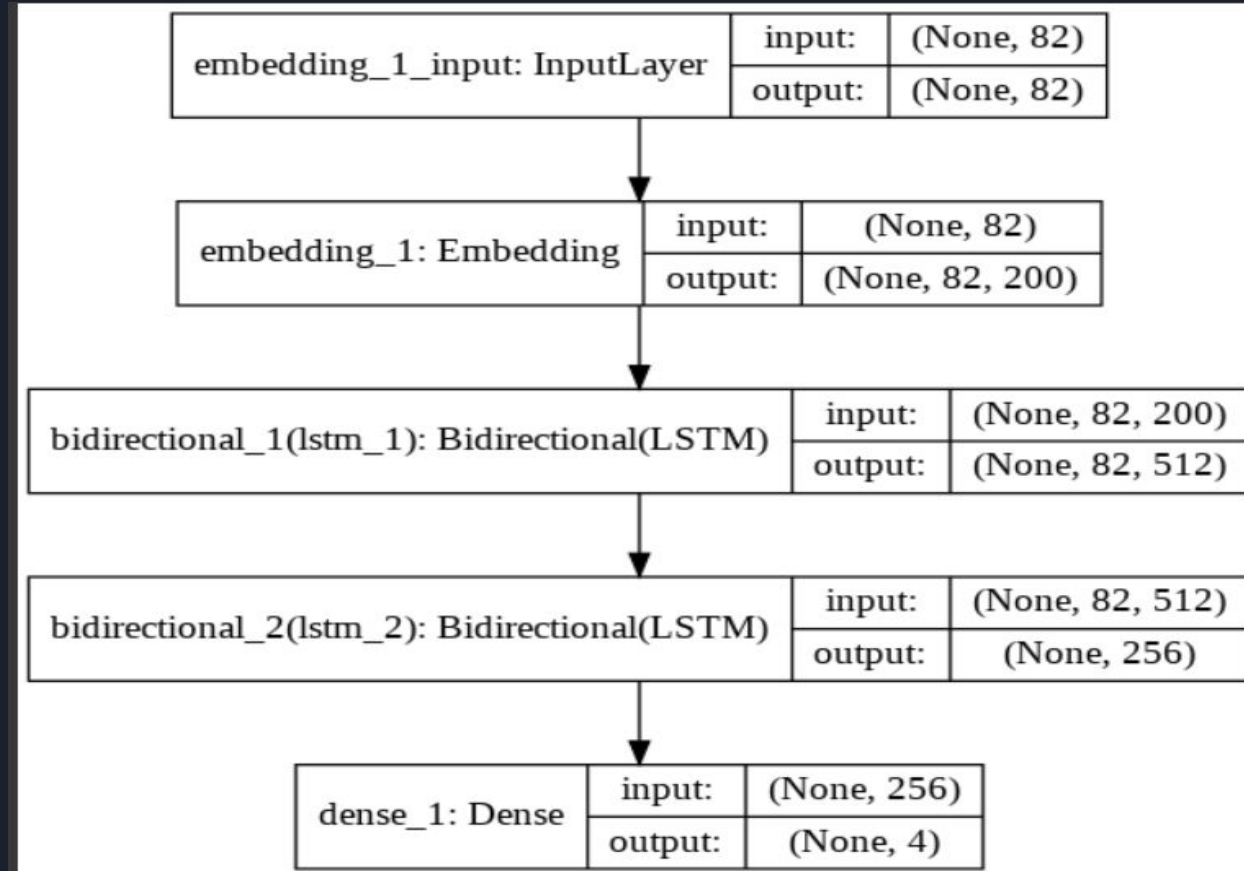 embedding_1_input: InputLayer
input: (None, 82)
output: (None, 82)
embedding_1: Embedding
input: (None, 82)
output: (None, 82, 200)
bidirectional_1(lstm_1): Bidirectional(LSTM)
input: (None, 82, 200)
output: (None, 82, 512)
bidirectional_2(lstm_2): Bidirectional(LSTM)
input: (None, 82, 512)
output: (None, 256)
dense_1: Dense
input: (None, 256)
output: (None, 4)